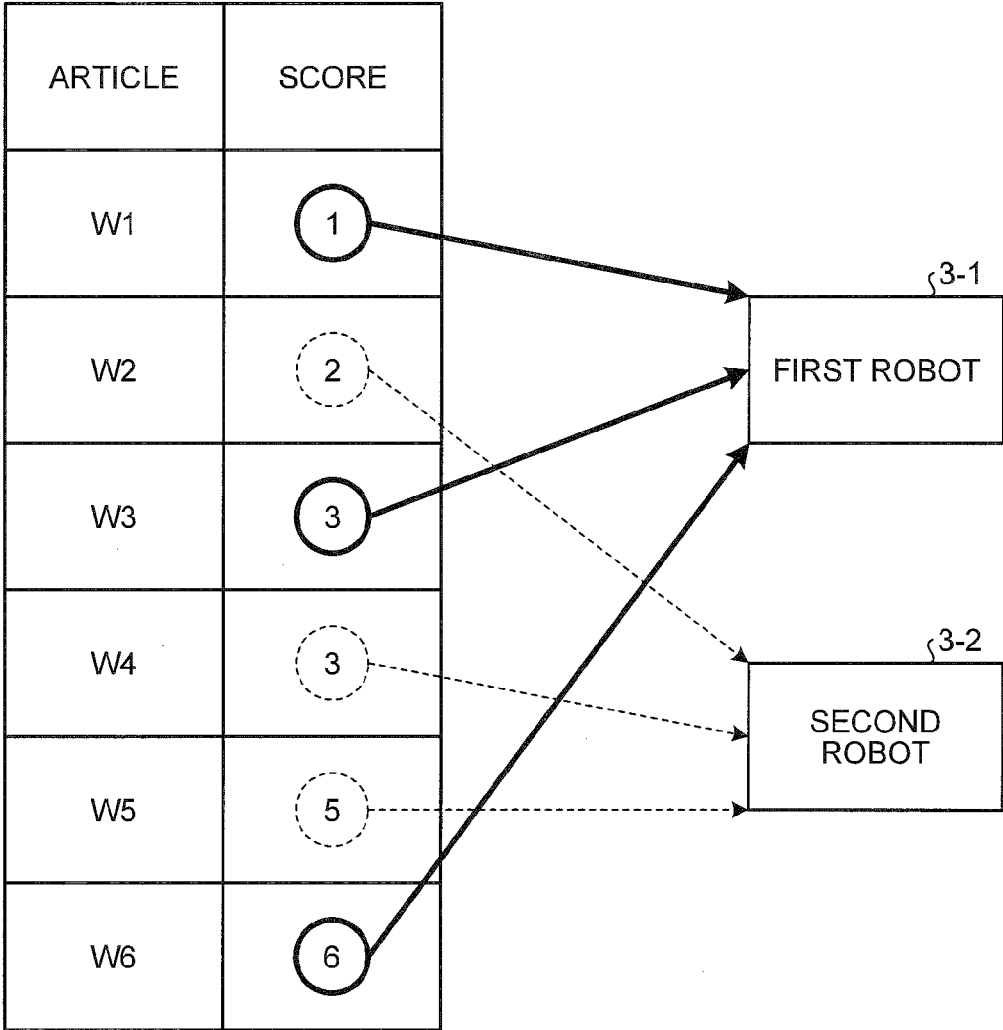 ARTICLE SCORE
W1 1
3-1
W2 2 FIRST ROBOT
W3 3
W4 3
3-2
SECOND
ROBOT
W5 5
W6 6